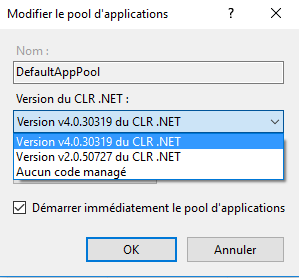 Modifier le pool d'applications
Nom :
DefaultAppPool
Version du CLR .NET :
Version v4.0.30319 du CLR .NET
Version v4.0.30319 du CLR .NET
Version v2.0.50727 du CLR .NET
Aucun code managé
Démarrer immédiatement le pool d'applications
OK
Annuler